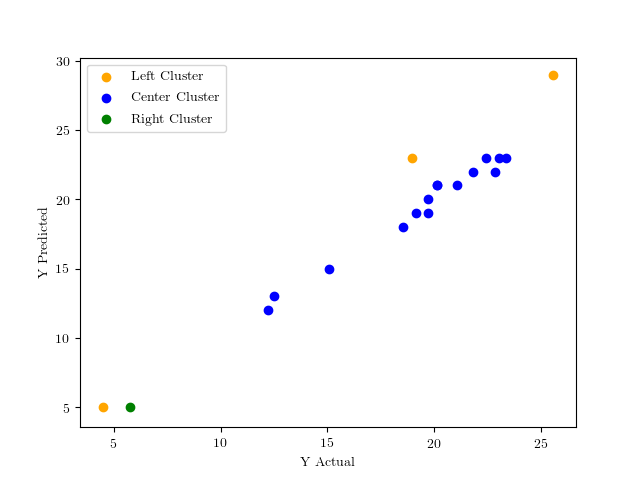 30
25
20
15
10
5
Y Predicted
Left Cluster
Center Cluster
Right Cluster
5 10 15 20 25
Y Actual